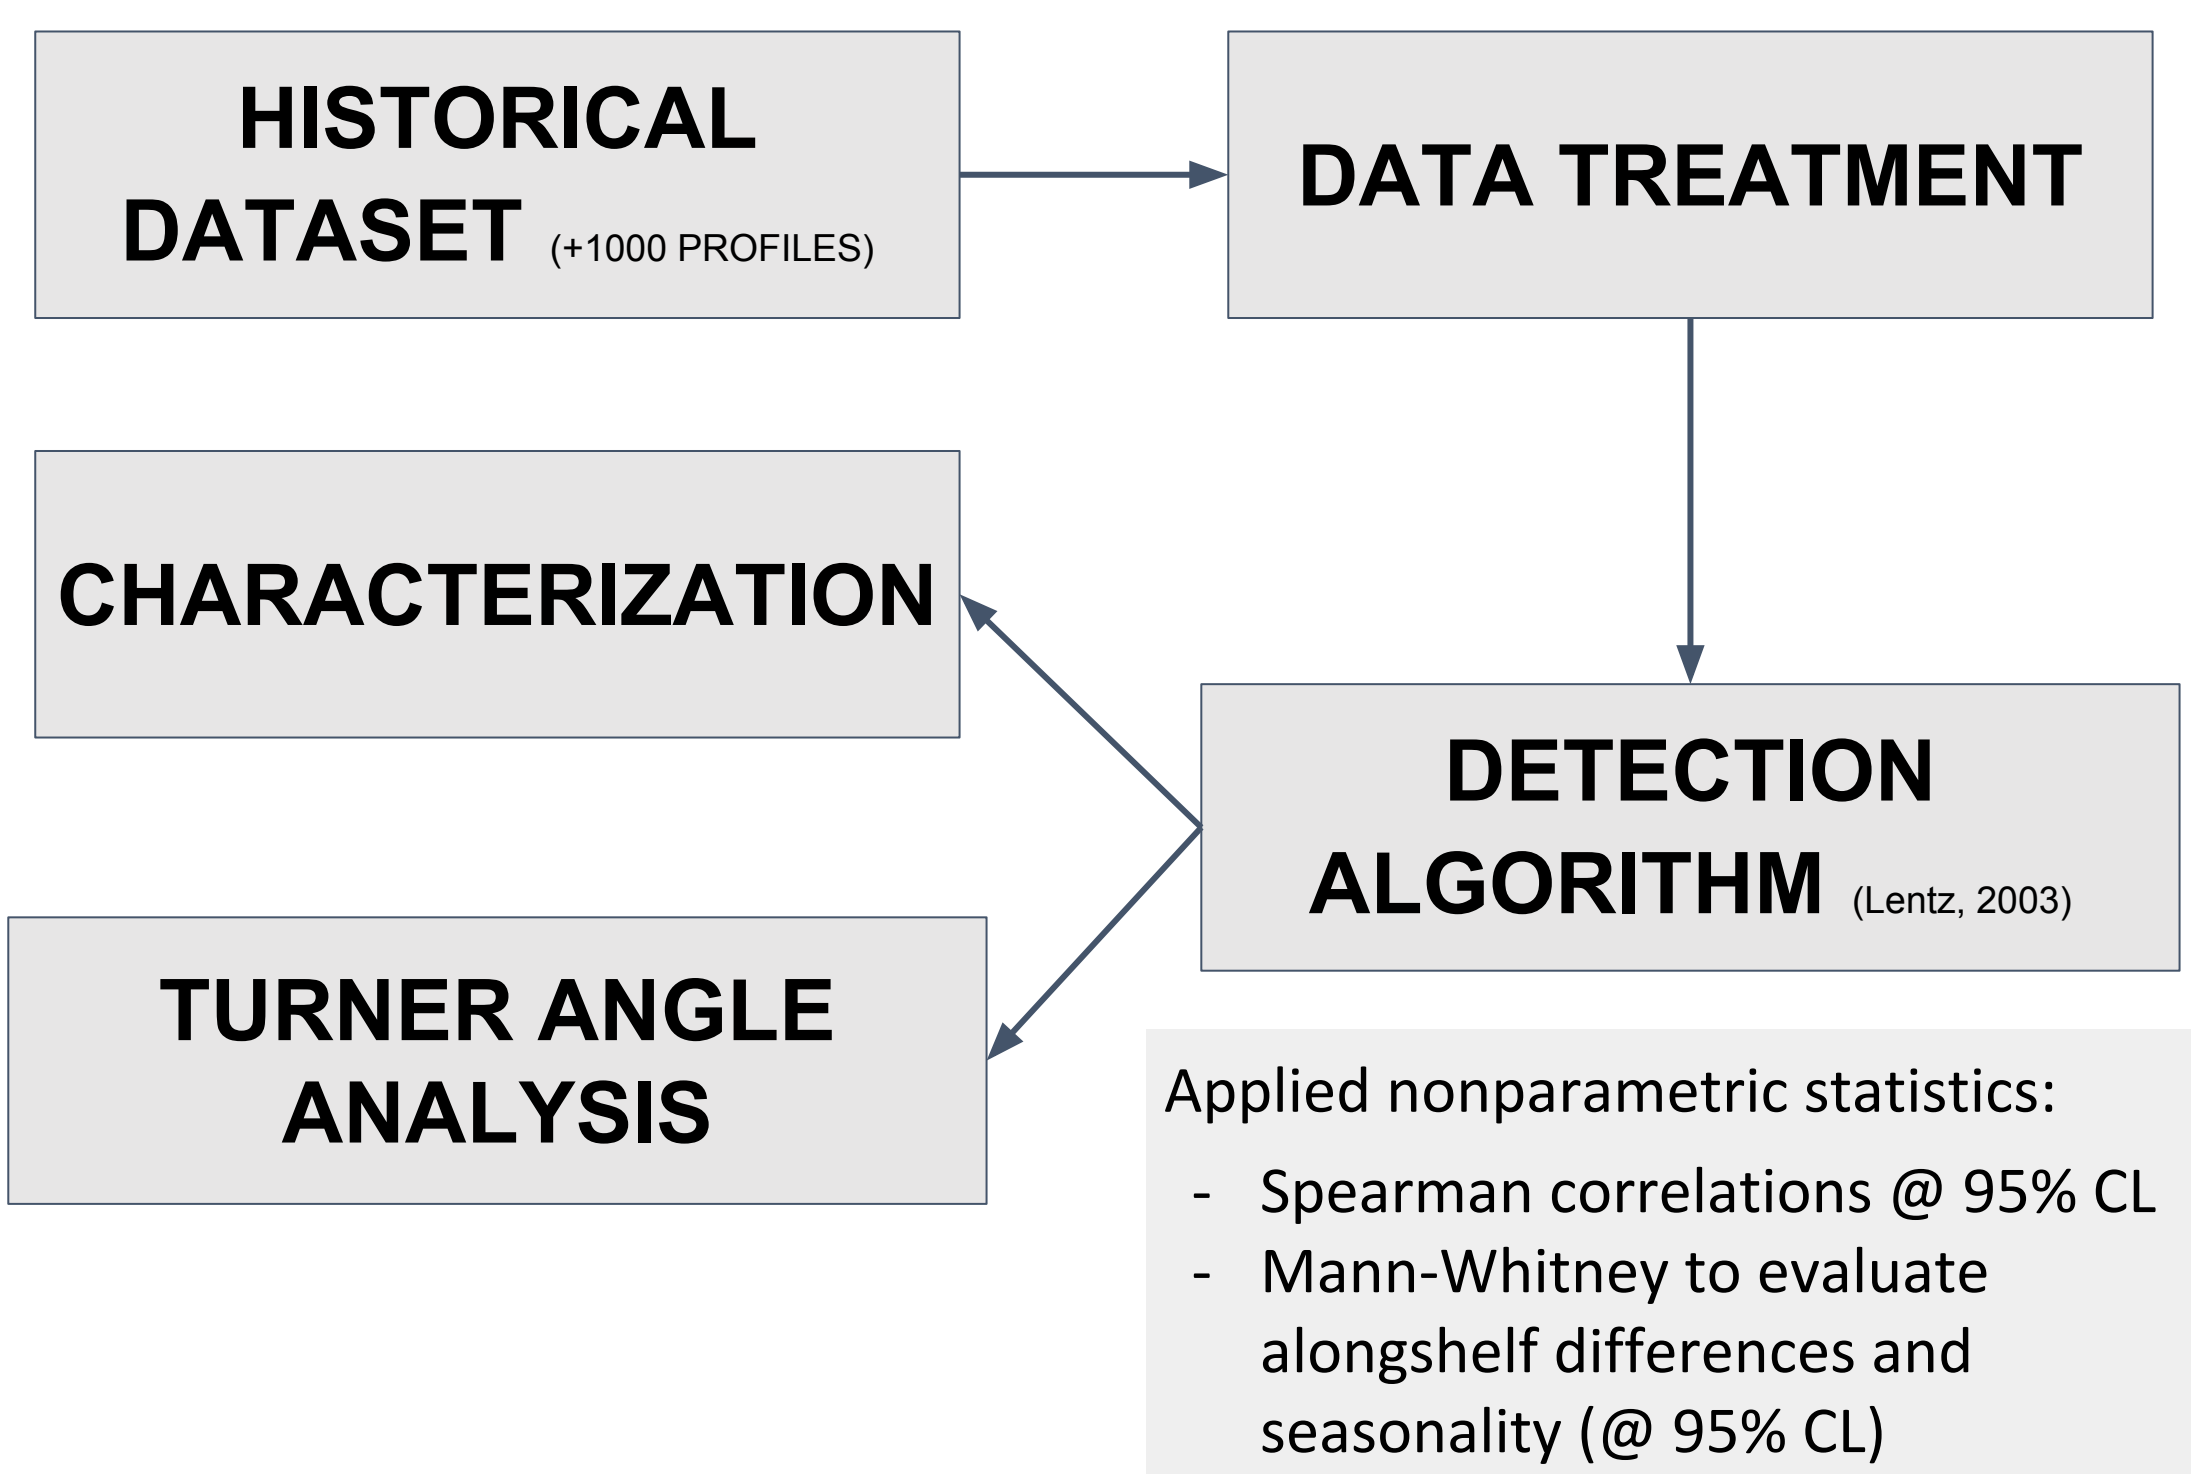 HISTORICAL
DATASET (+1000 PROFILES)
DATA TREATMENT
CHARACTERIZATION
DETECTION
ALGORITHM (Lentz, 2003)
TURNER ANGLE
ANALYSIS
Applied nonparametric statistics:
- Spearman correlations @ 95% CL
- Mann-Whitney to evaluate
alongshelf differences and
seasonality (@ 95% CL)